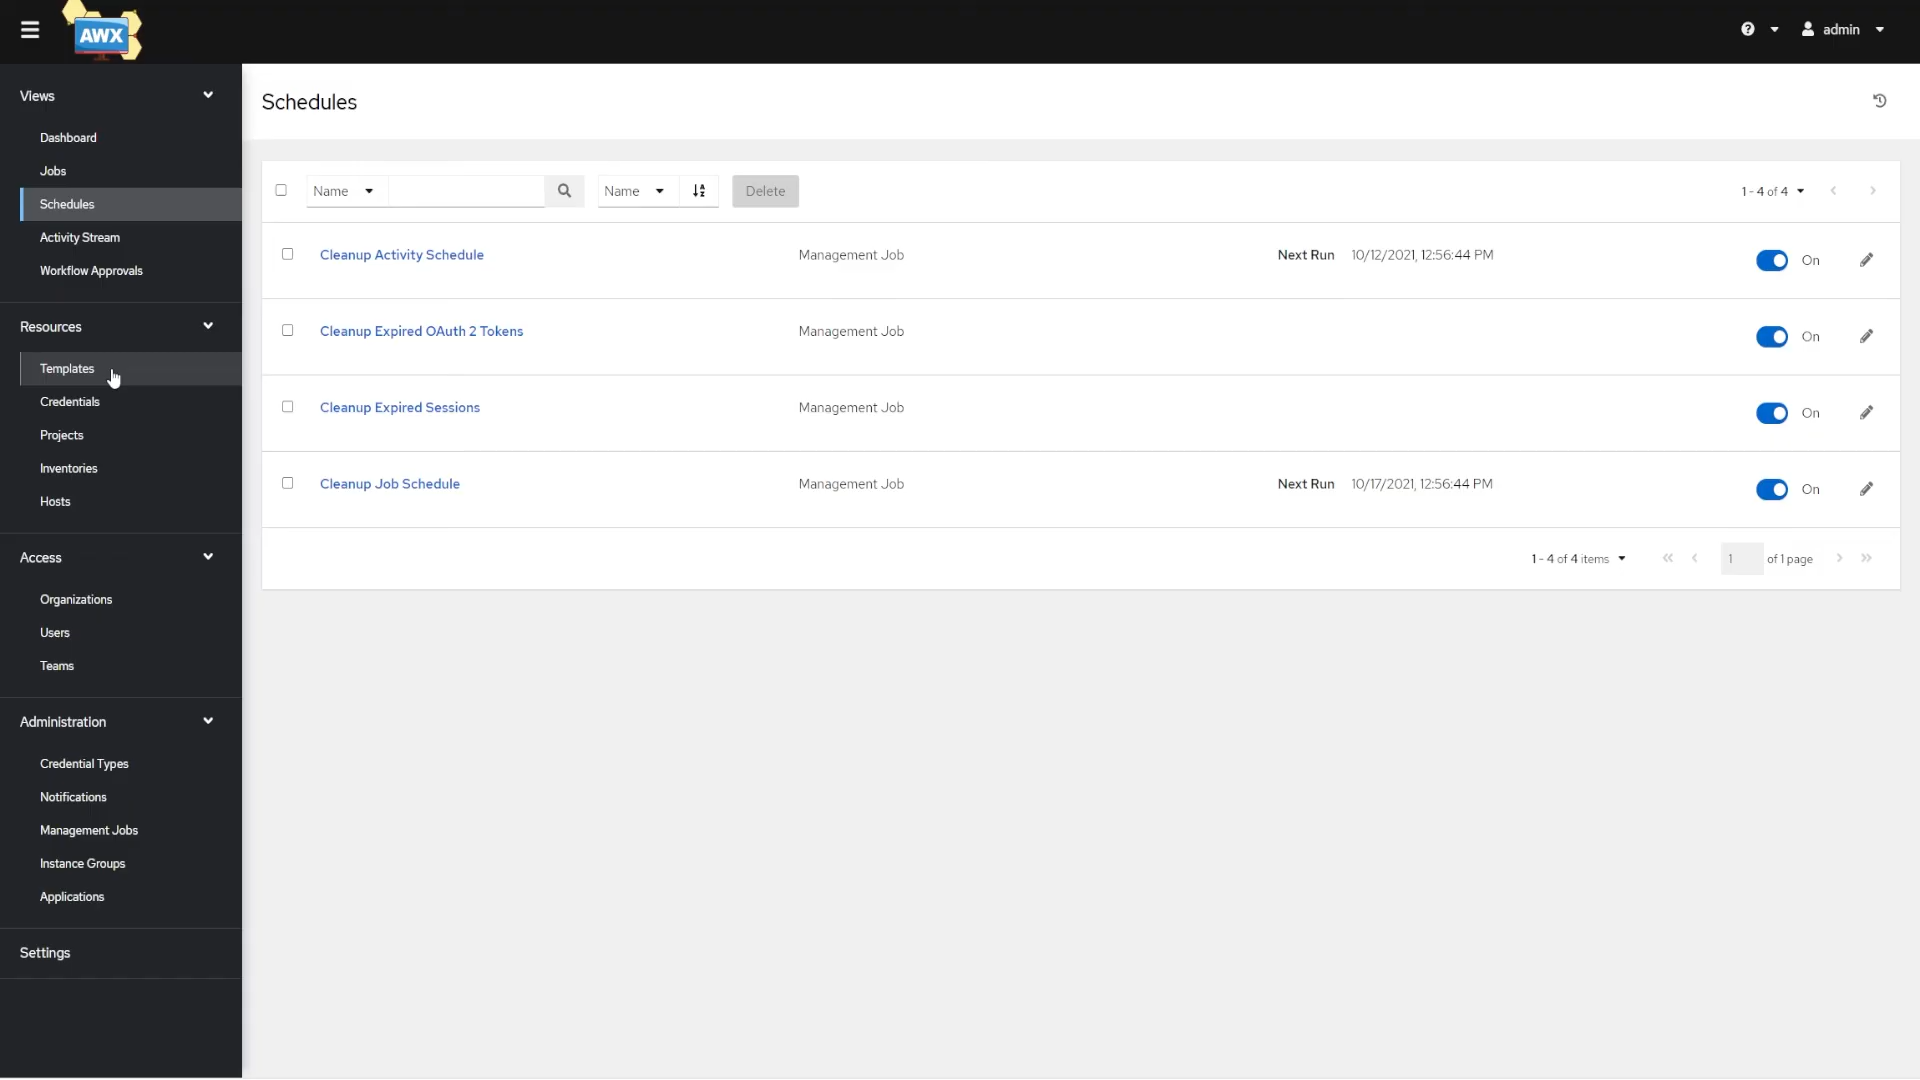 AWX
admin
Views
Dashboard
Jobs
Schedules
Activity Stream
Workflow Approvals
Resources
Templates
Credentials
Projects
Inventories
Hosts
Access
Organizations
Users
Teams
Administration
Credential Types
Notifications
Management Jobs
Instance Groups
Applications
Settings
Schedules
Name Name Delete 1 - 4 of 4
Cleanup Activity Schedule Management Job Next Run 10/12/2021, 12:56:44 PM On
Cleanup Expired OAuth 2 Tokens Management Job On
Cleanup Expired Sessions Management Job On
Cleanup Job Schedule Management Job Next Run 10/17/2021, 12:56:44 PM On
1 - 4 of 4 items 1 of 1 page